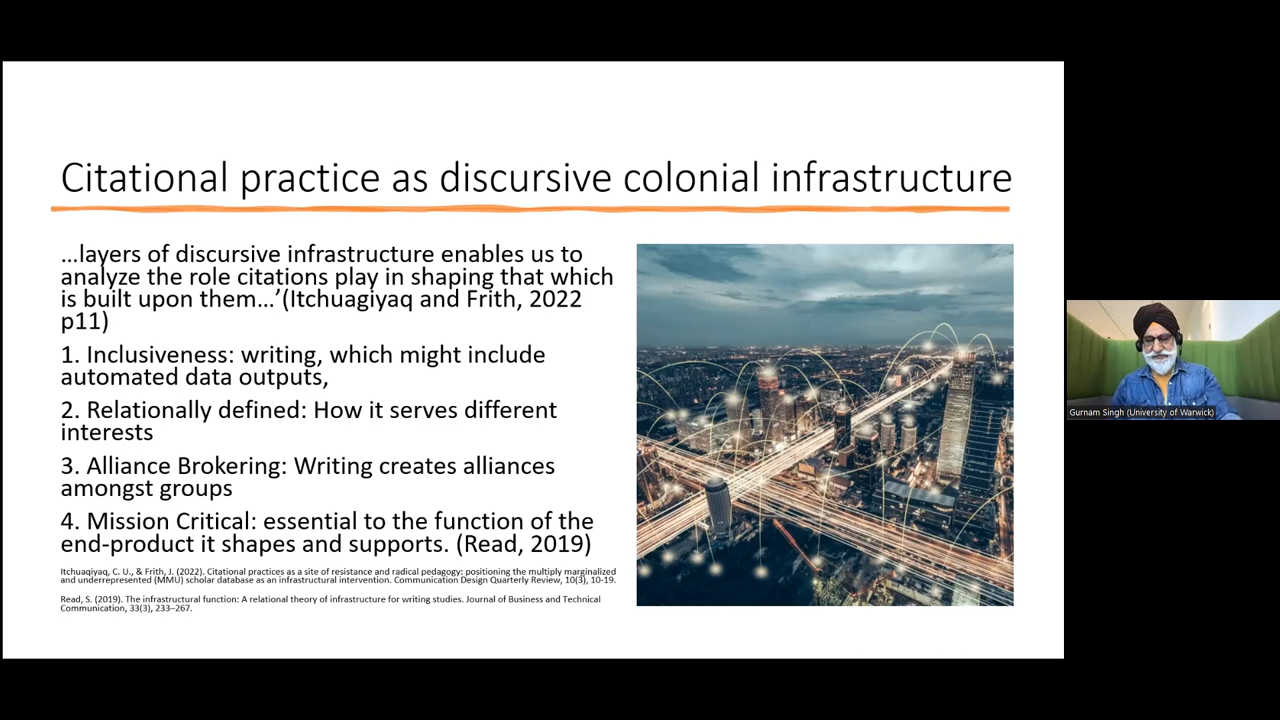 Citational practice as discursive colonial infrastructure
…layers of discursive infrastructure enables us to
analyze the role citations play in shaping that which
is built upon them…’(Itchuagiyaq and Frith, 2022
p11)
1. Inclusiveness: writing, which might include
automated data outputs,
2. Relationally defined: How it serves different
interests
3. Alliance Brokering: Writing creates alliances
amongst groups
4. Mission Critical: essential to the function of the
end-product it shapes and supports. (Read, 2019)
Itchuaqiyaq, C. U., & Frith, J. (2022). Citational practices as a site of resistance and radical pedagogy: positioning the multiply marginalized
and underrepresented (MMU) scholar database as an infrastructural intervention. Communication Design Quarterly Review, 10(3), 10-19.
Read, S. (2019). The infrastructural function: A relational theory of infrastructure for writing studies. Journal of Business and Technical
Communication, 33(3), 233–267.
Gurnam Singh (University of Warwick)